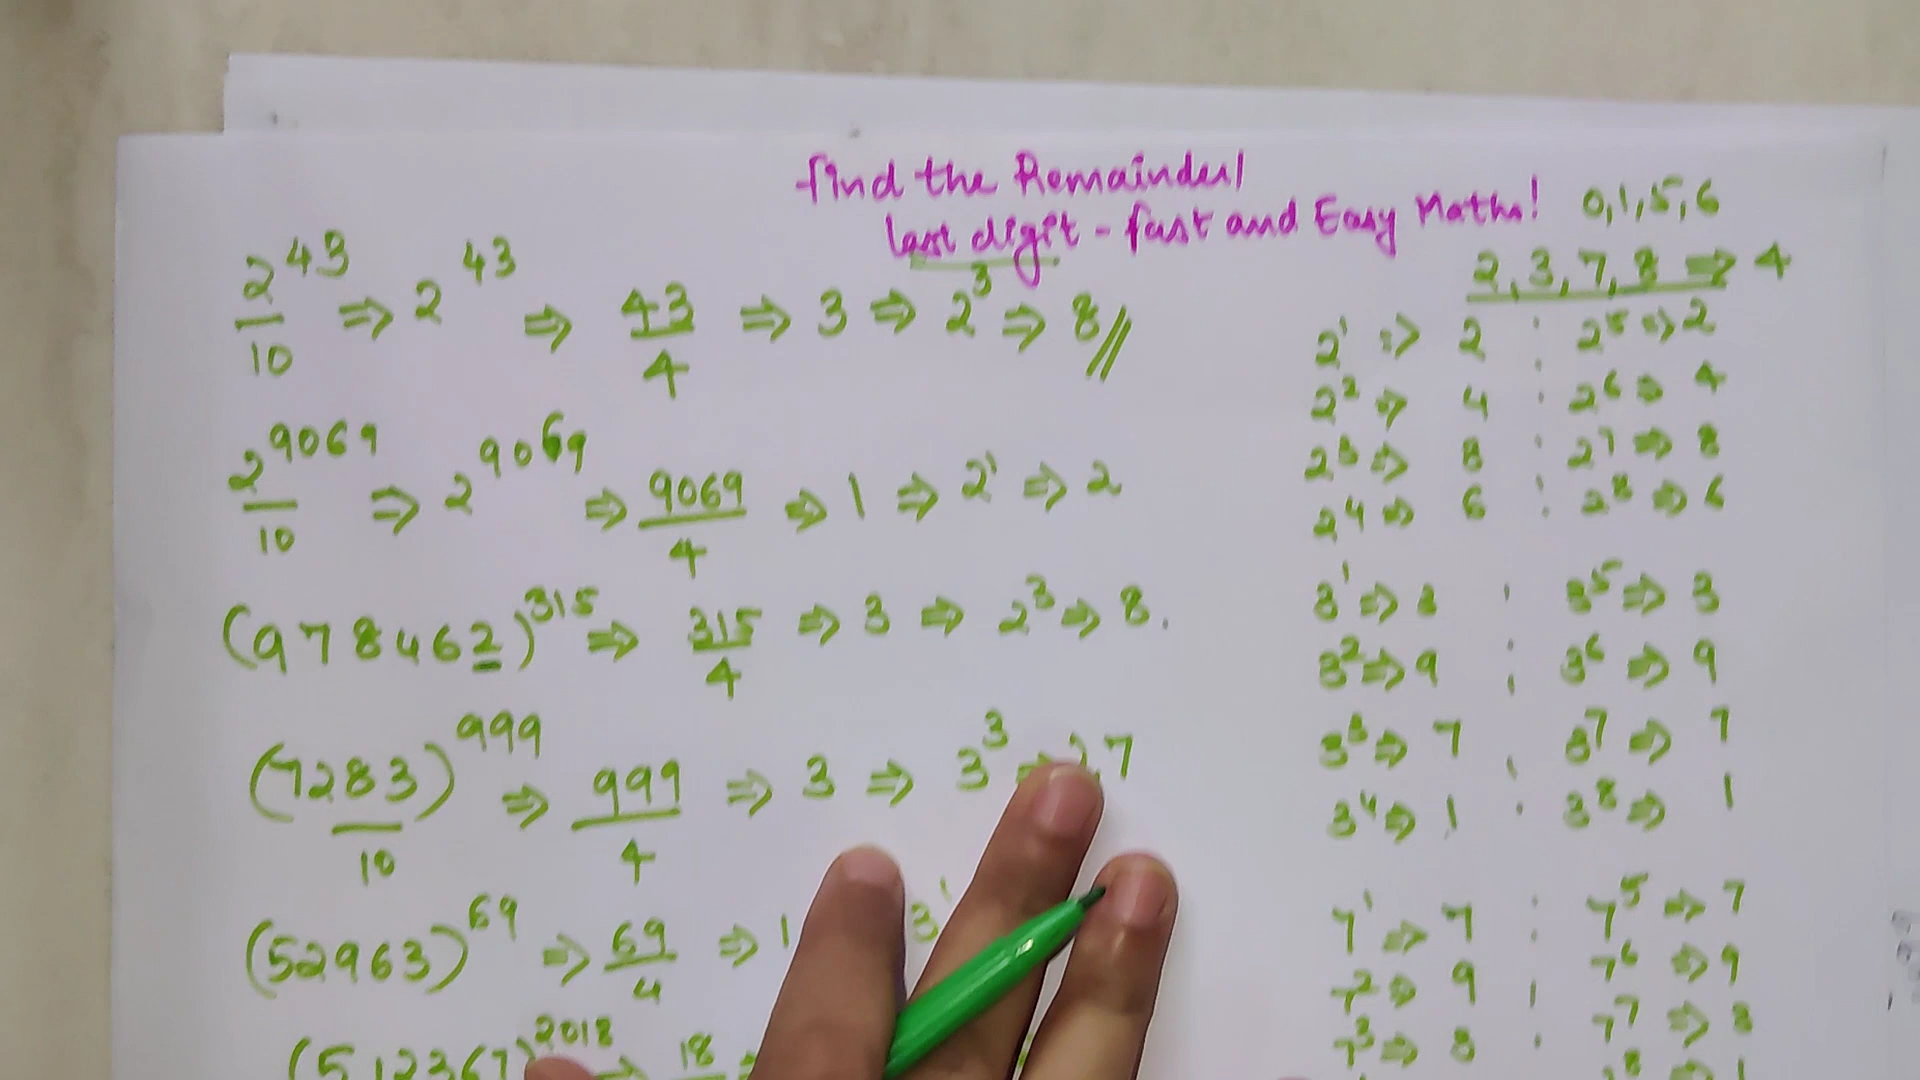 find the Remainder/
last digit - fast and Easy Maths!
0,1,5,6
2,3,7,8 ⇒ 4
2^43/10 ⇒ 2^43 ⇒ 43/4 ⇒ 3 ⇒ 2^3 ⇒ 8//
2^9069/10 ⇒ 2^9069 ⇒ 9069/4 ⇒ 1 ⇒ 2^1 ⇒ 2
(978462)^315 ⇒ 315/4 ⇒ 3 ⇒ 2^3 ⇒ 8.
(7283)^999/10 ⇒ 999/4 ⇒ 3 ⇒ 3^3 ⇒ 27
(52963)^69 ⇒ 69/4 ⇒ 1 3^1
(512367)^2018 ⇒ 18
2^1 ⇒ 2 : 2^5 ⇒ 2
2^2 ⇒ 4 : 2^6 ⇒ 4
2^3 ⇒ 8 : 2^7 ⇒ 8
2^4 ⇒ 6 : 2^8 ⇒ 6
3^1 ⇒ 3 : 3^5 ⇒ 3
3^2 ⇒ 9 : 3^6 ⇒ 9
3^3 ⇒ 7 : 3^7 ⇒ 7
3^4 ⇒ 1 : 3^8 ⇒ 1
7^1 ⇒ 7 : 7^5 ⇒ 7
7^2 ⇒ 9 : 7^6 ⇒ 9
7^3 ⇒ 3 : 7^7 ⇒ 3